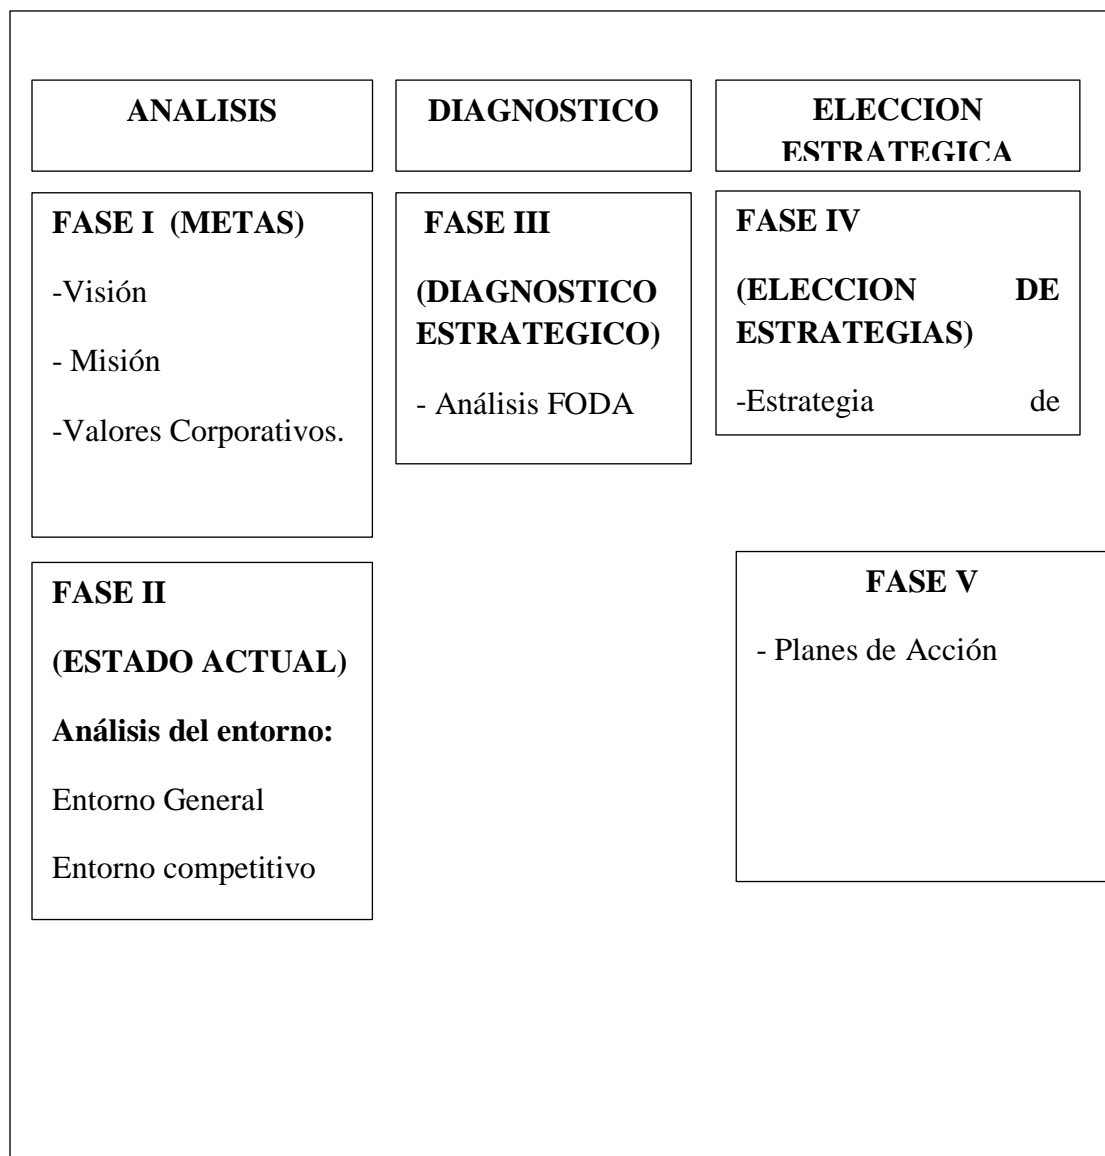 ANALISIS
DIAGNOSTICO
ELECCION
ESTRATEGICA
FASE I  (METAS)
-Visión
- Misión
-Valores Corporativos.
FASE II
(ESTADO ACTUAL)
Análisis del entorno:
Entorno General
Entorno competitivo
FASE III
(DIAGNOSTICO
ESTRATEGICO)
- Análisis FODA
FASE IV
(ELECCION DE
ESTRATEGIAS)
-Estrategia de
FASE V
- Planes de Acción